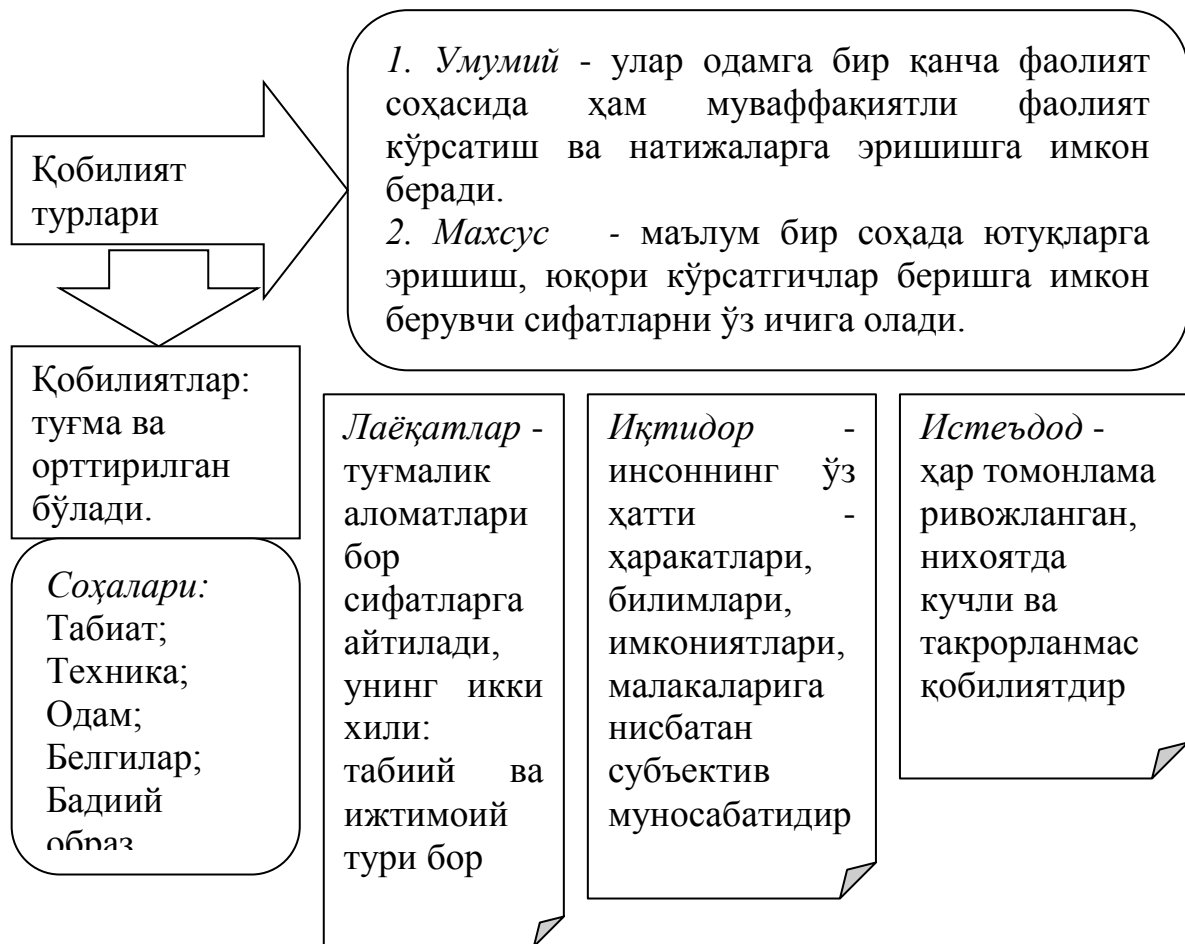 Қобилият
турлари
1. Умумий - улар одамга бир қанча фаолият
соҳасида ҳам муваффақиятли фаолият
кўрсатиш ва натижаларга эришишга имкон
беради.
2. Махсус - маълум бир соҳада ютуқларга
эришиш, юқори кўрсатгичлар беришга имкон
берувчи сифатларни ўз ичига олади.
Қобилиятлар:
туғма ва
орттирилган
бўлади.
Соҳалари:
Табиат;
Техника;
Одам;
Белгилар;
Бадиий
образ
Лаёқатлар -
туғмалик
аломатлари
бор
сифатларга
айтилади,
унинг икки
хили:
табиий ва
ижтимоий
тури бор
Иқтидор -
инсоннинг ўз
ҳатти -
ҳаракатлари,
билимлари,
имкониятлари,
малакаларига
нисбатан
субъектив
муносабатидир
Истеъдод -
ҳар томонлама
ривожланган,
нихоятда
кучли ва
такрорланмас
қобилиятдир